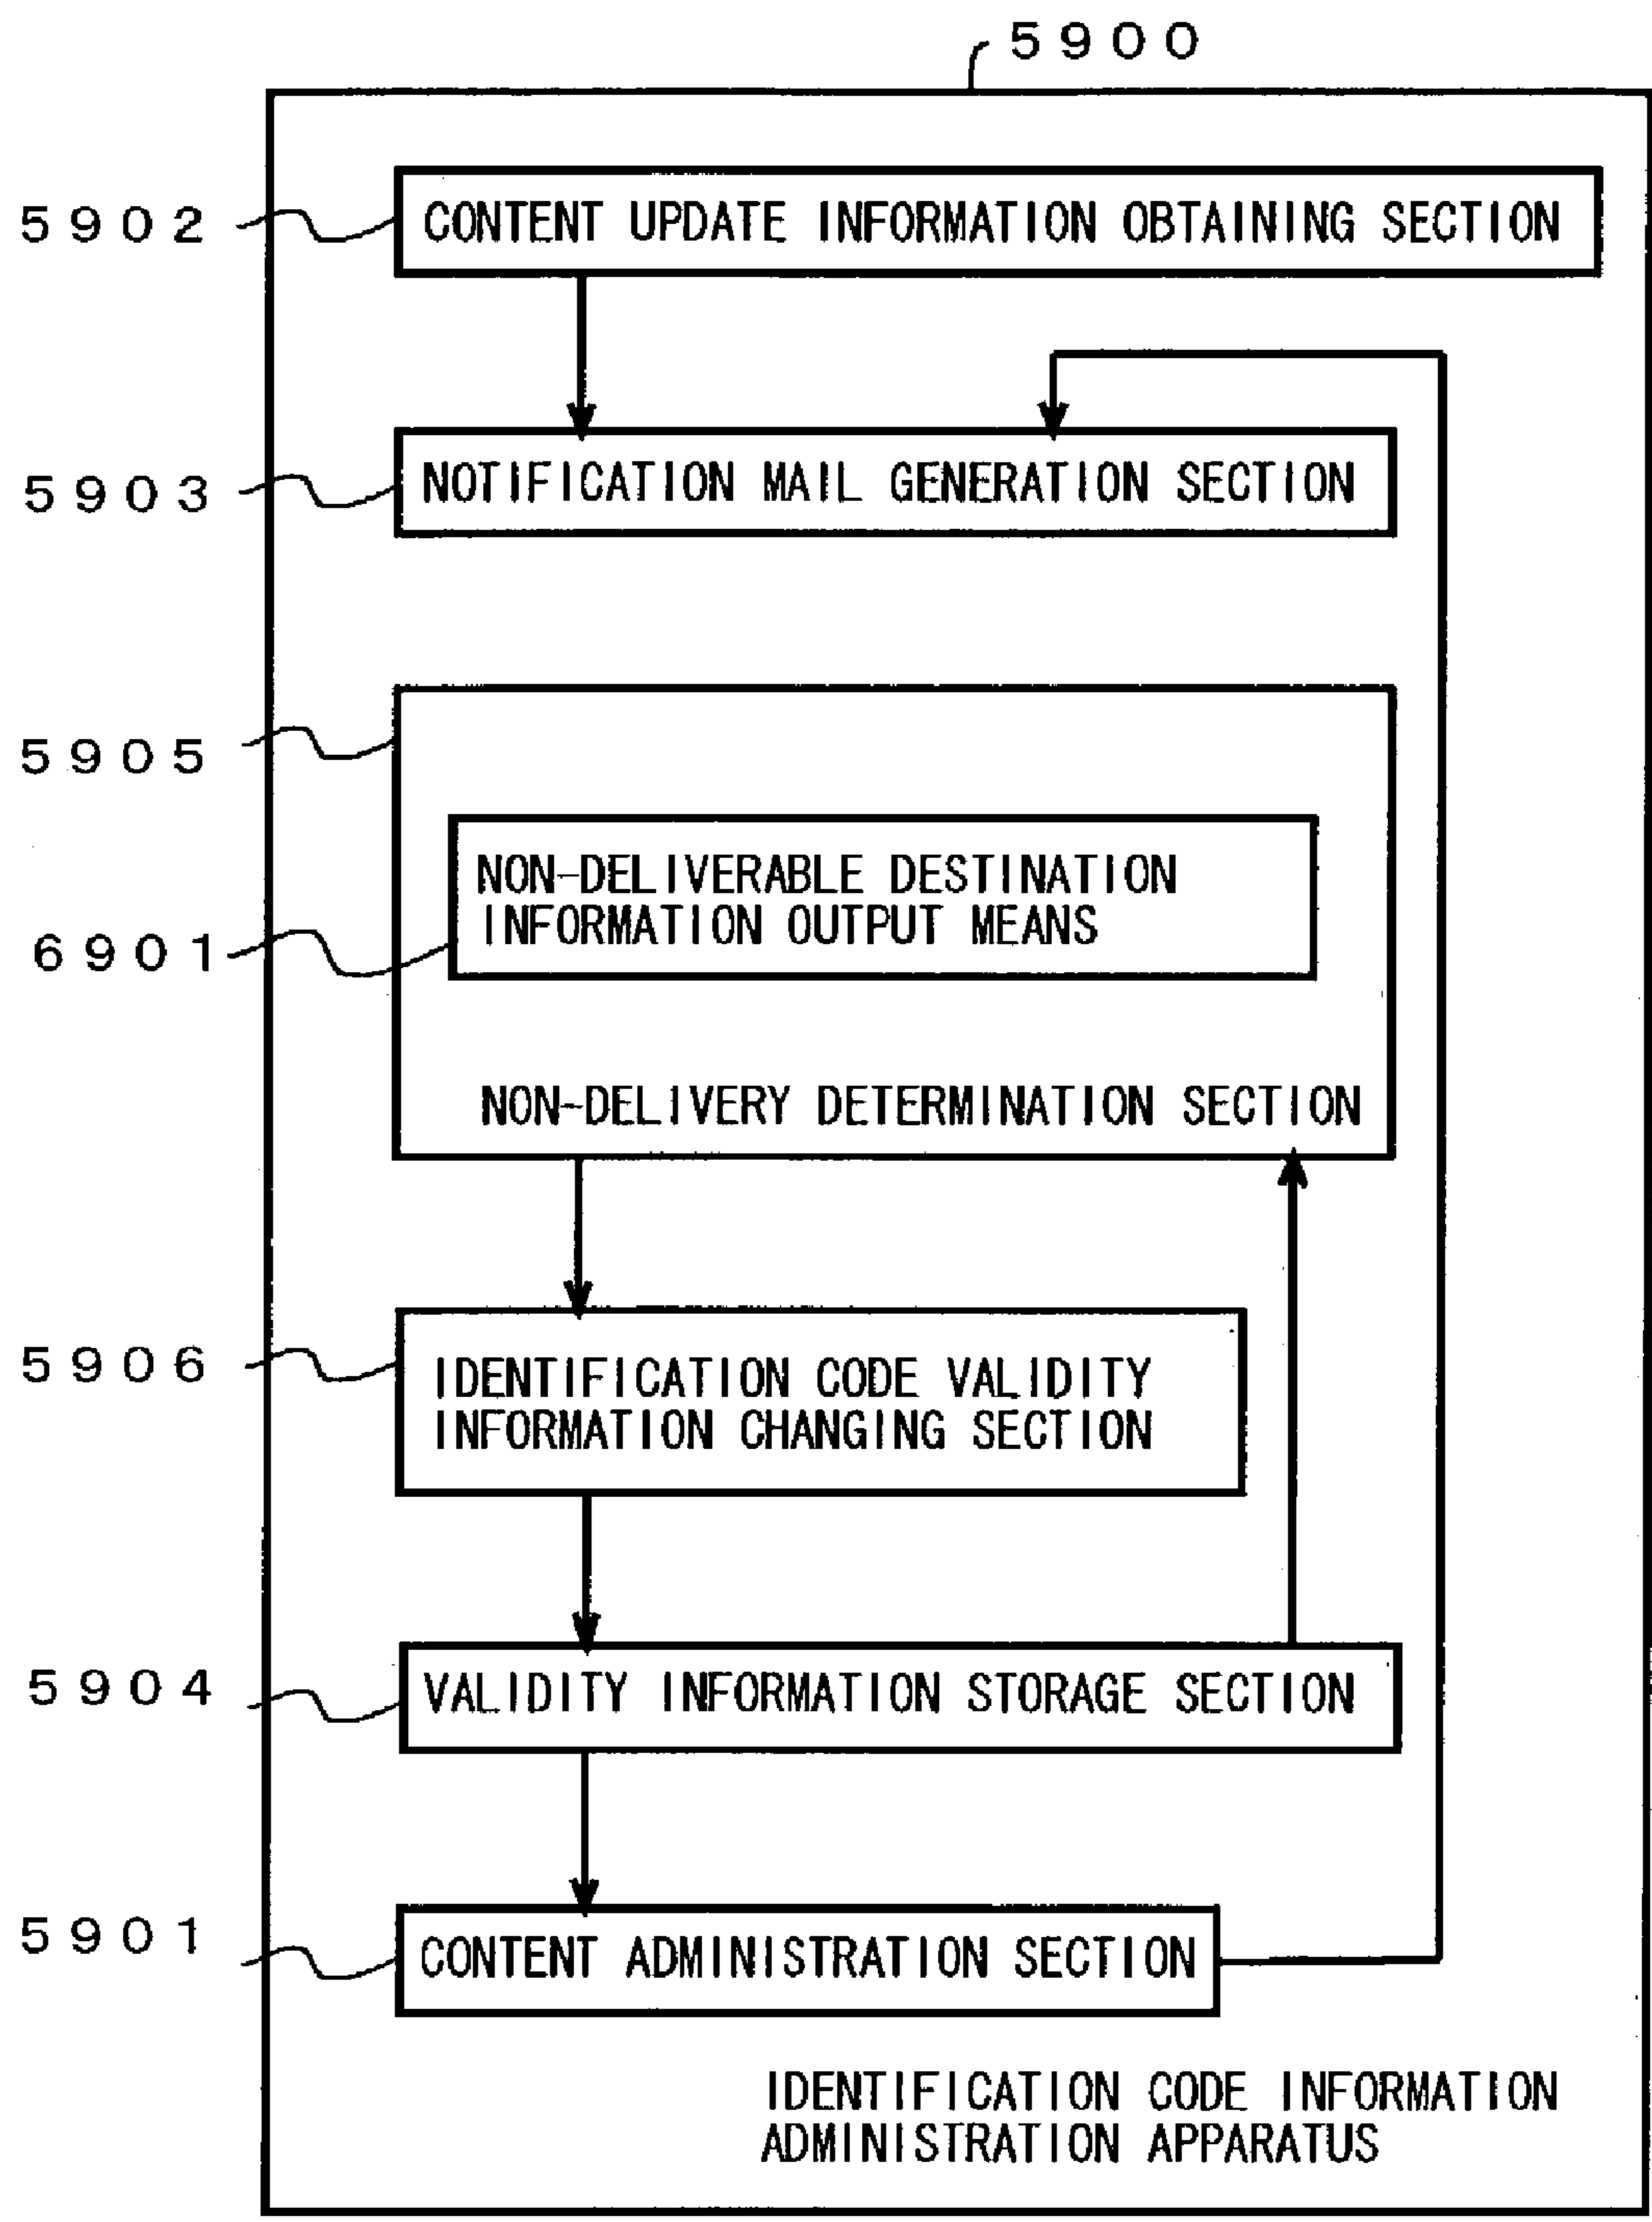 5900
5902
CONTENT UPDATE INFORMATION OBTAINING SECTION
5903
NOTIFICATION MAIL GENERATION SECTION
5905
NON-DELIVERABLE DESTINATION
INFORMATION OUTPUT MEANS
6901
NON-DELIVERY DETERMINATION SECTION
5906
IDENTIFICATION CODE VALIDITY
INFORMATION CHANGING SECTION
5904
VALIDITY INFORMATION STORAGE SECTION
5901
CONTENT ADMINISTRATION SECTION
IDENTIFICATION CODE INFORMATION
ADMINISTRATION APPARATUS